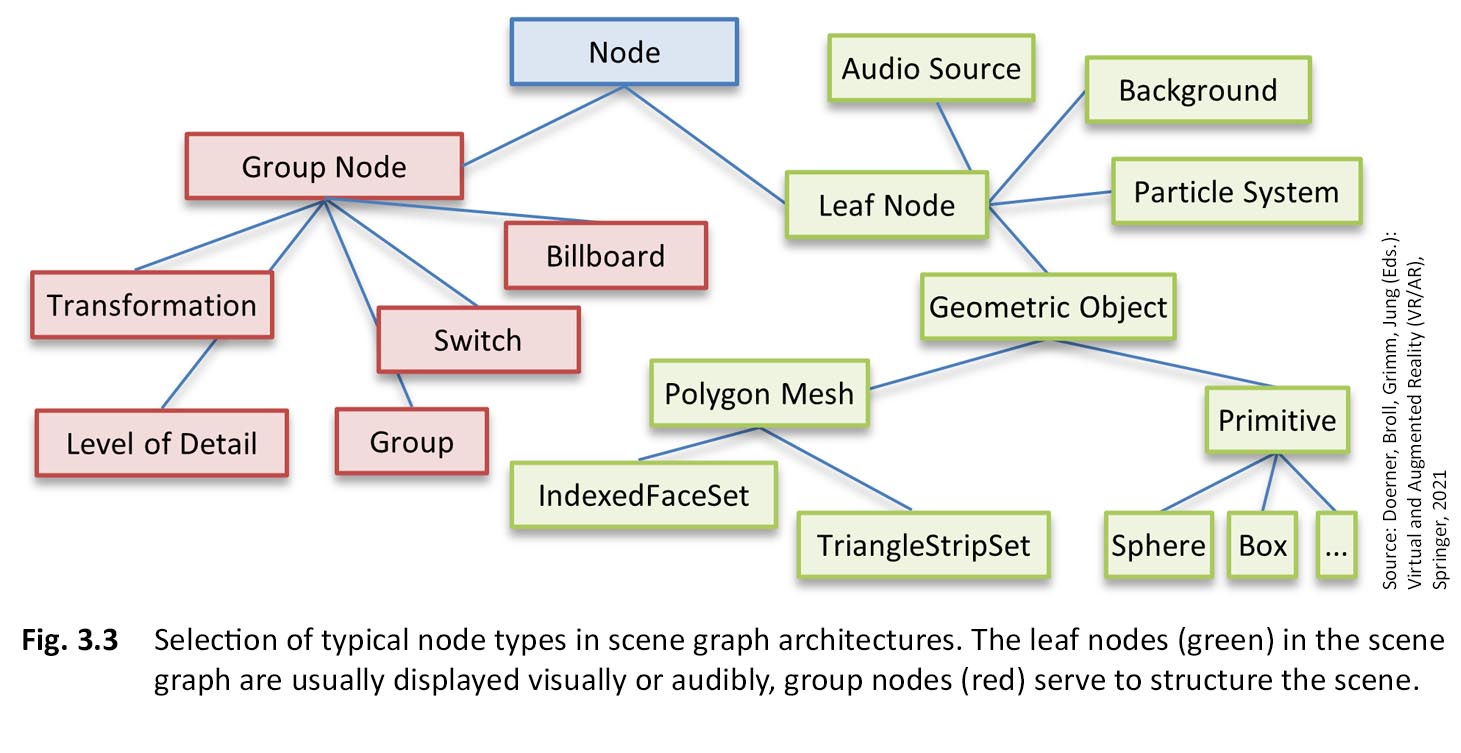 Node
Audio Source
Background
Group Node
Leaf Node
Particle System
Billboard
Transformation
Switch
Geometric Object
Level of Detail
Group
Polygon Mesh
Primitive
IndexedFaceSet
TriangleStripSet
Sphere
Box
...
Source: Doerner, Broll, Grimm, Jung (Eds.):
Virtual and Augmented Reality (VR/AR),
Springer, 2021
Fig. 3.3 Selection of typical node types in scene graph architectures. The leaf nodes (green) in the scene
graph are usually displayed visually or audibly, group nodes (red) serve to structure the scene.